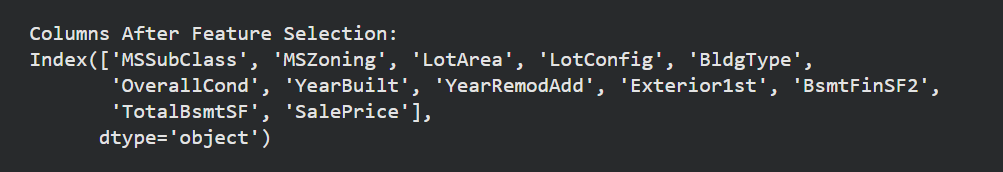 Columns After Feature Selection:
Index(['MSSubClass', 'MSZoning', 'LotArea', 'LotConfig', 'BldgType',
       'OverallCond', 'YearBuilt', 'YearRemodAdd', 'Exterior1st', 'BsmtFinSF2',
       'TotalBsmtSF', 'SalePrice'],
      dtype='object')